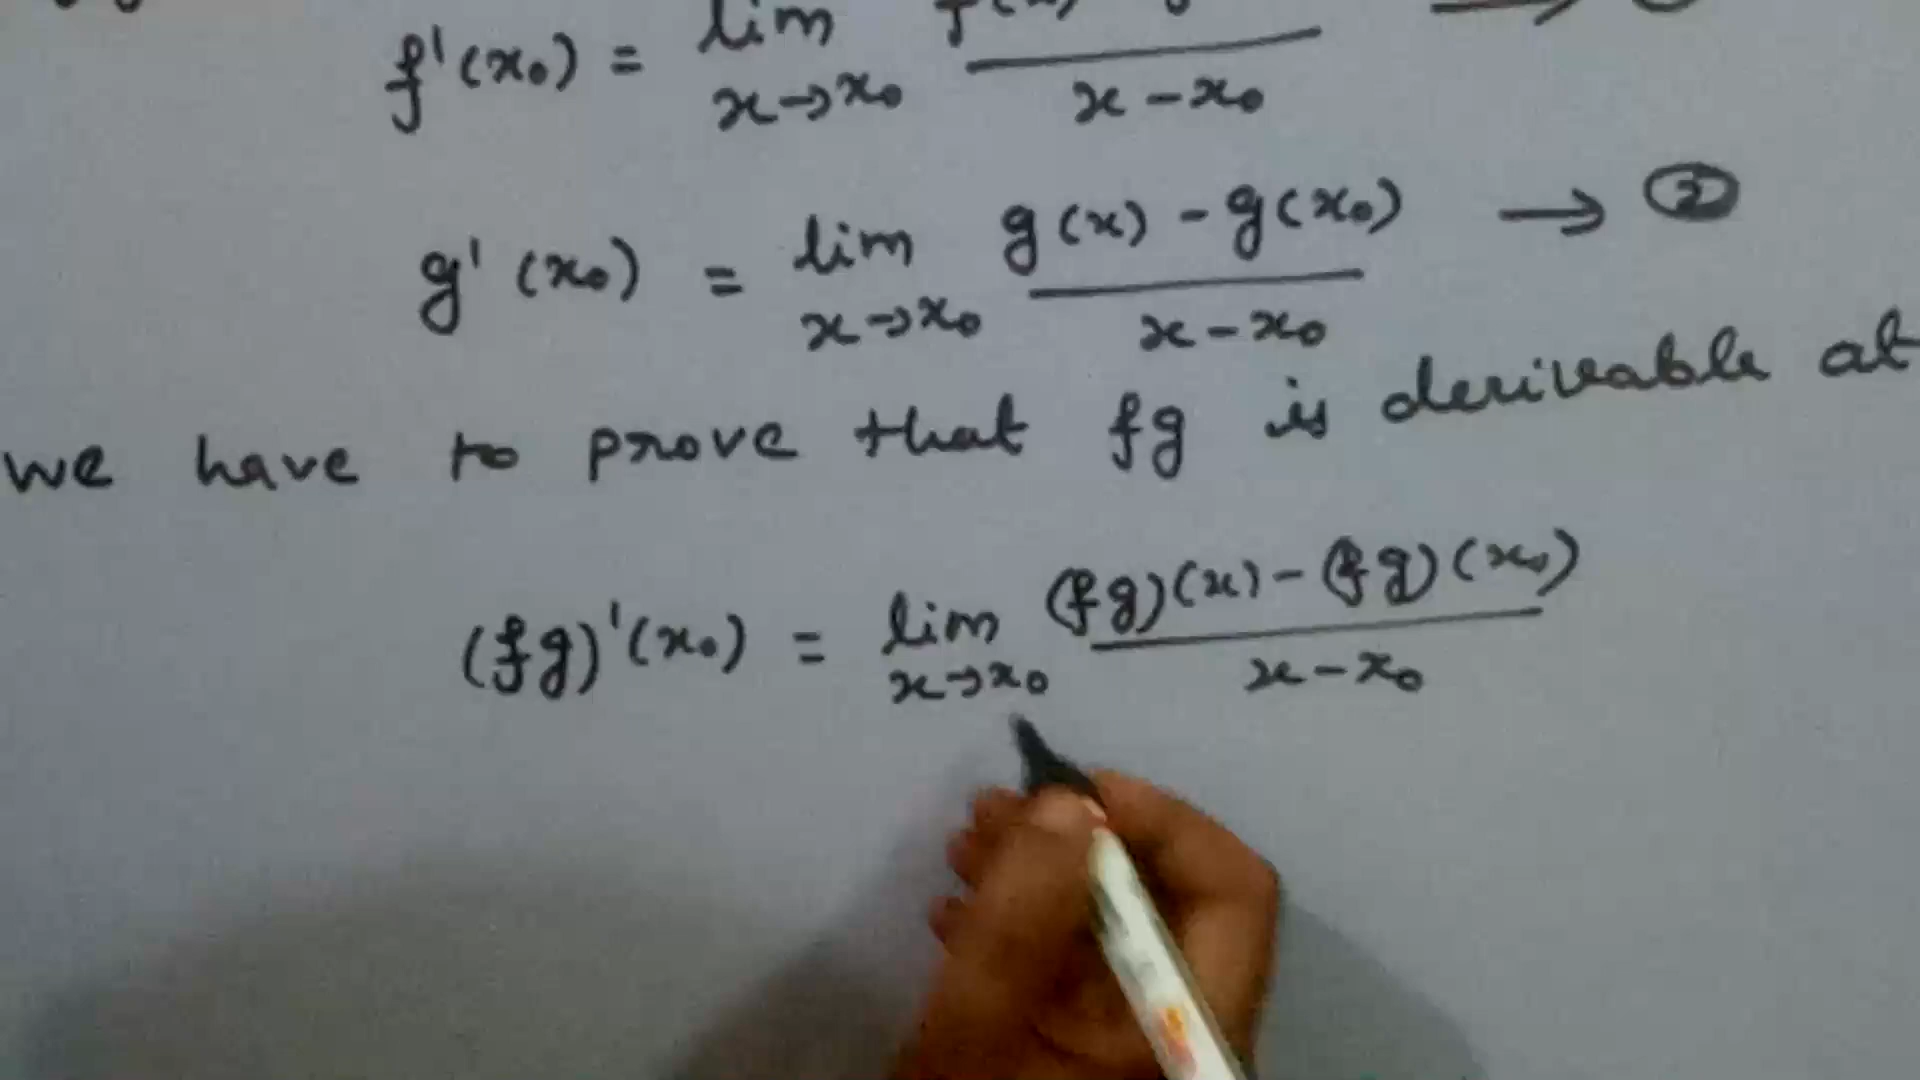 f'(x₀) = lim x→x₀ f(x) / x - x₀ →
g'(x₀) = lim x→x₀ g(x) - g(x₀) / x - x₀ → ②
we have to prove that fg is derivable at
(fg)'(x₀) = lim x→x₀ (fg)(x) - (fg)(x₀) / x - x₀